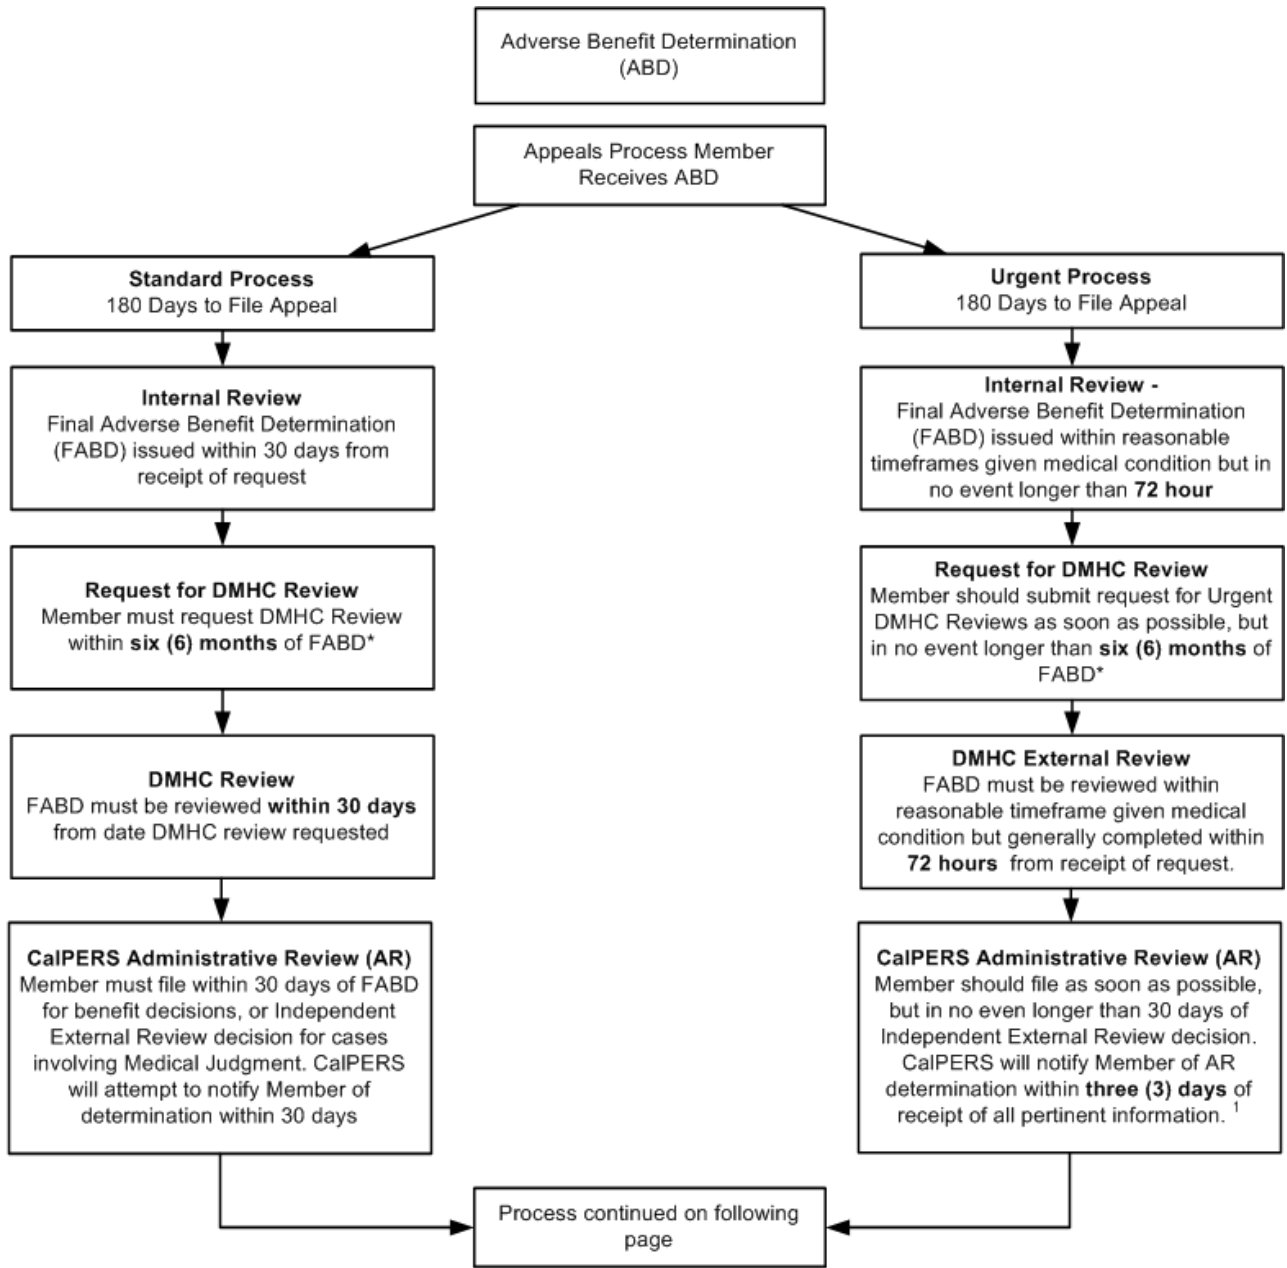 Adverse Benefit Determination
(ABD)
Appeals Process Member
Receives ABD
Standard Process
180 Days to File Appeal
Internal Review
Final Adverse Benefit Determination
(FABD) issued within 30 days from
receipt of request
Request for DMHC Review
Member must request DMHC Review
within six (6) months of FABD*
DMHC Review
FABD must be reviewed within 30 days
from date DMHC review requested
CalPERS Administrative Review (AR)
Member must file within 30 days of FABD
for benefit decisions, or Independent
External Review decision for cases
involving Medical Judgment. CalPERS
will attempt to notify Member of
determination within 30 days
Urgent Process
180 Days to File Appeal
Internal Review -
Final Adverse Benefit Determination
(FABD) issued within reasonable
timeframes given medical condition but in
no event longer than 72 hour
Request for DMHC Review
Member should submit request for Urgent
DMHC Reviews as soon as possible, but
in no event longer than six (6) months of
FABD*
DMHC External Review
FABD must be reviewed within
reasonable timeframe given medical
condition but generally completed within
72 hours from receipt of request.
CalPERS Administrative Review (AR)
Member should file as soon as possible,
but in no even longer than 30 days of
Independent External Review decision.
CalPERS will notify Member of AR
determination within three (3) days of
receipt of all pertinent information. 1
Process continued on following
page